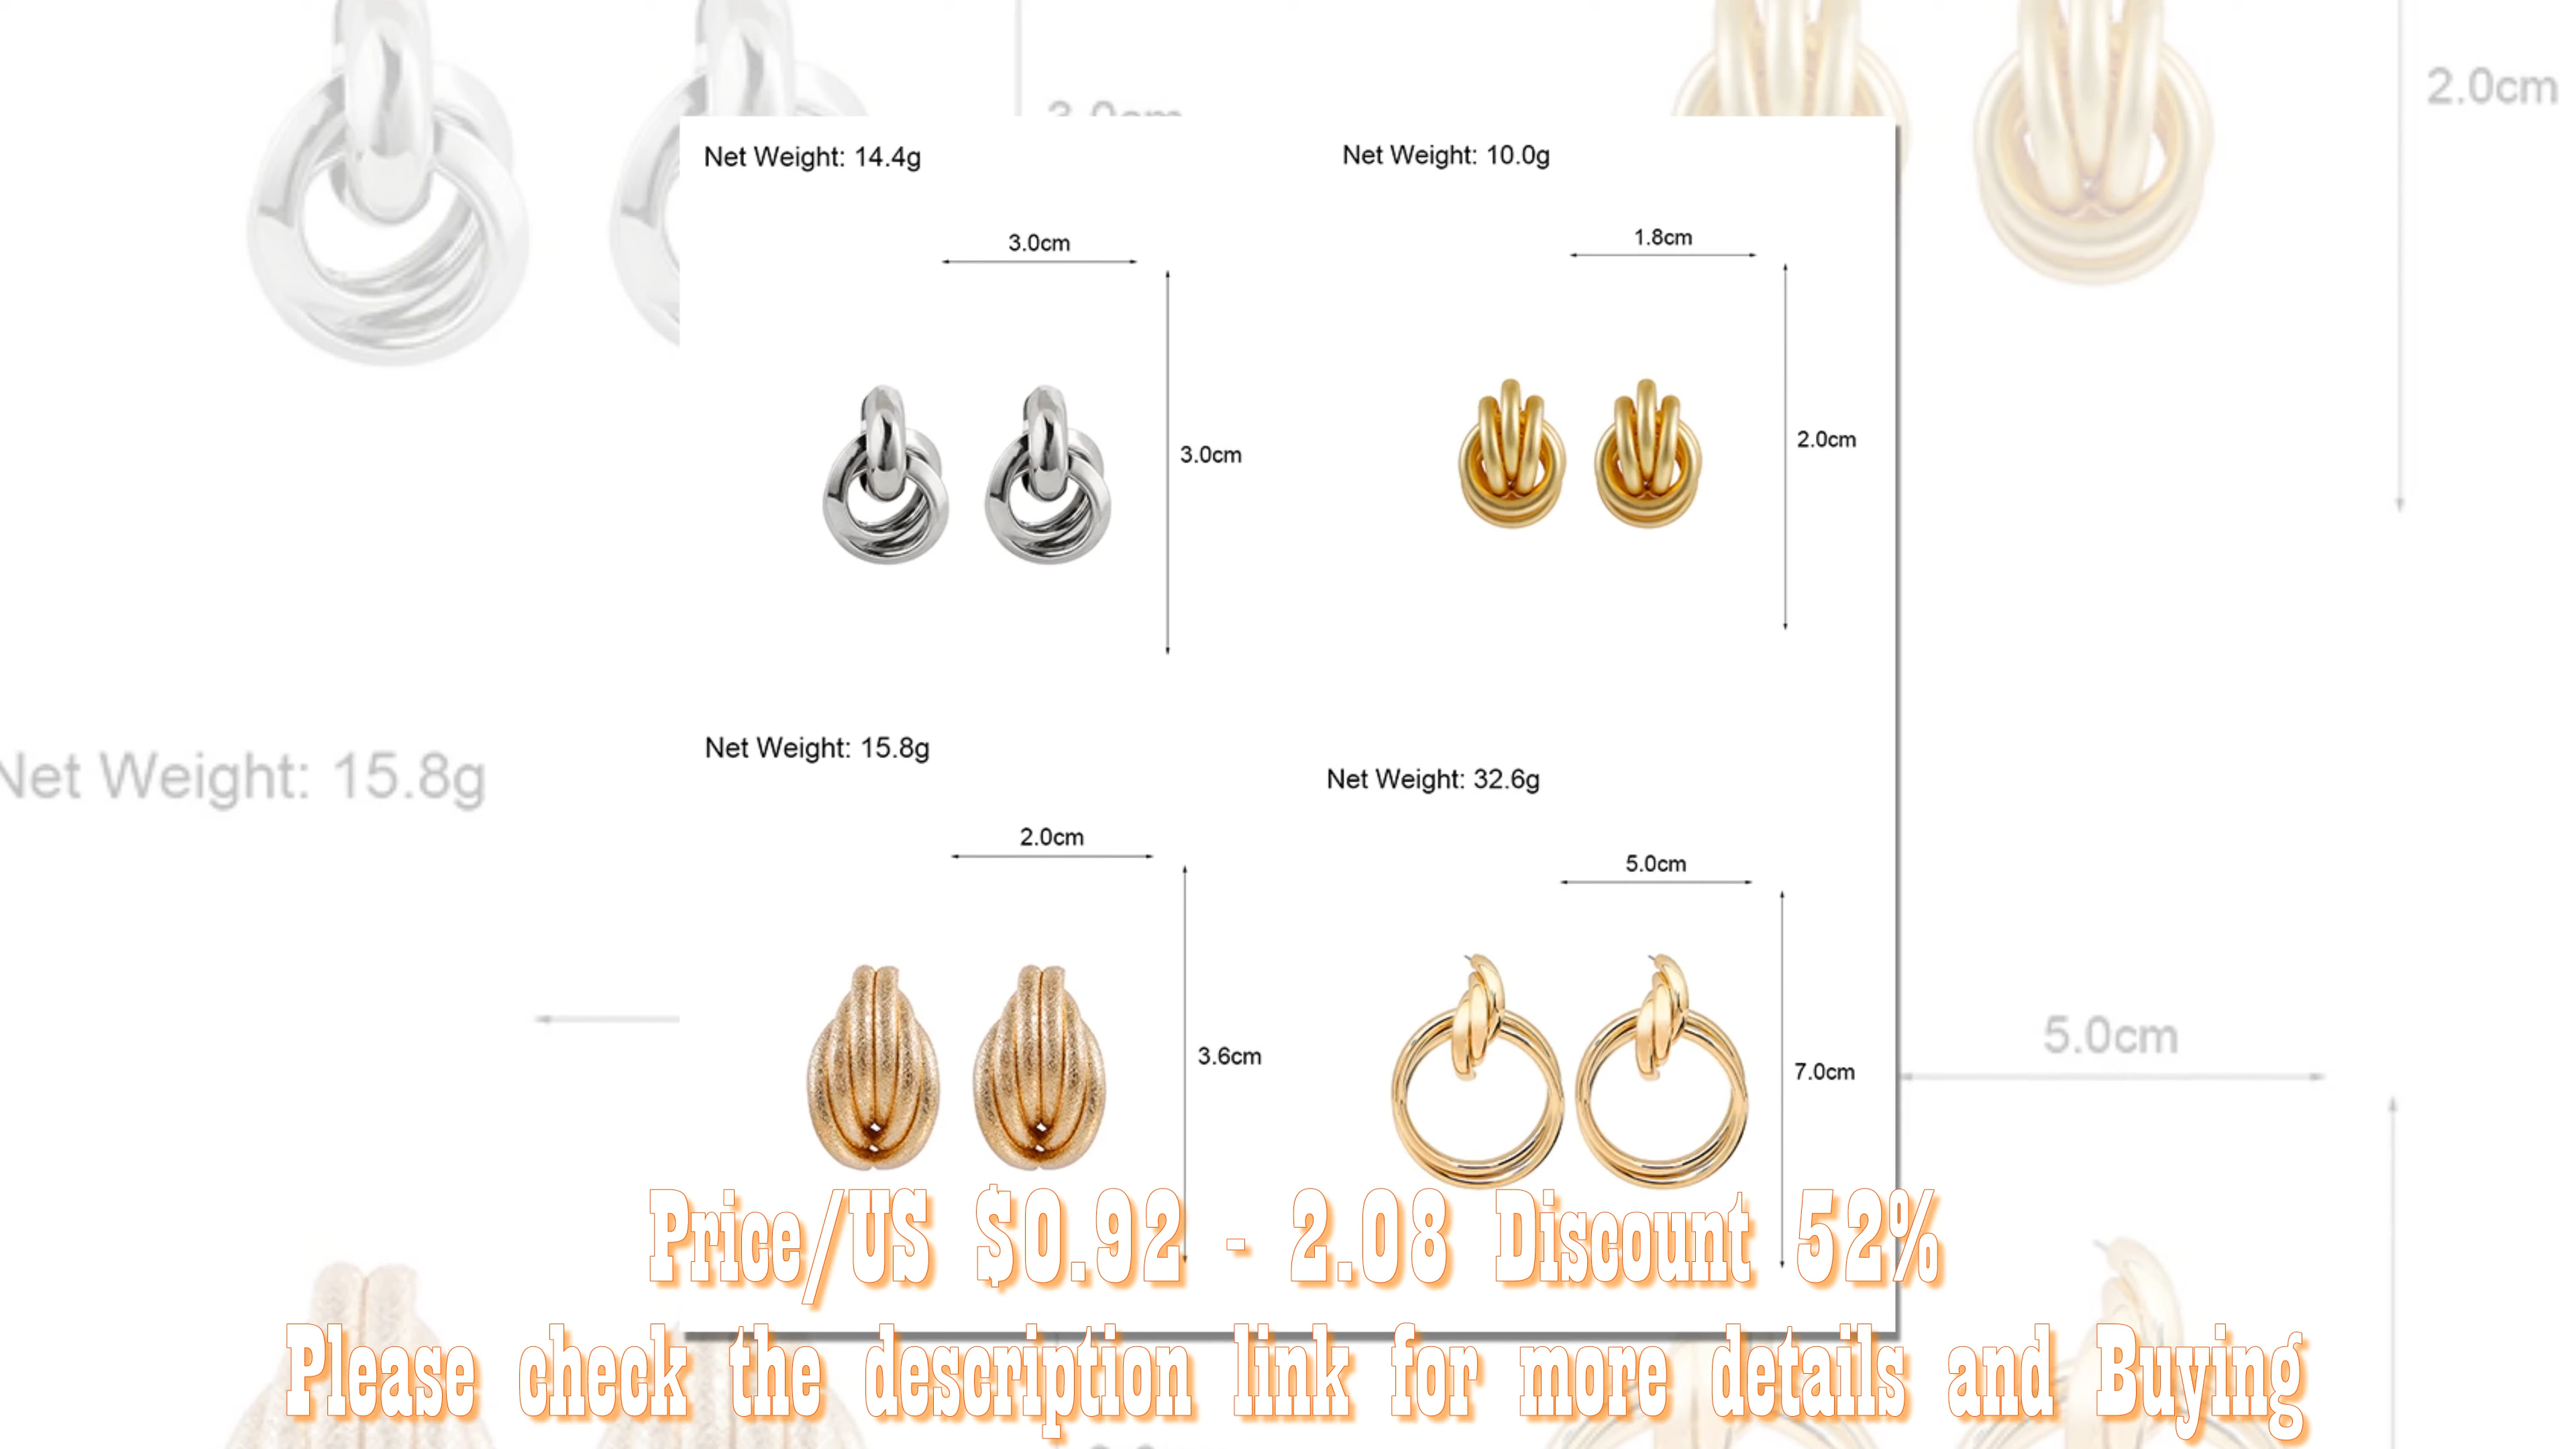 3.0cm
2.0cm
Net Weight: 14.4g
Net Weight: 10.0g
3.0cm
1.8cm
3.0cm
2.0cm
Net Weight: 15.8g
Net Weight: 15.8g
Net Weight: 32.6g
2.0cm
5.0cm
5.0cm
3.6cm
7.0cm
Price/US $0.92 - 2.08 Discount 52%
Please check the description link for more details and Buying